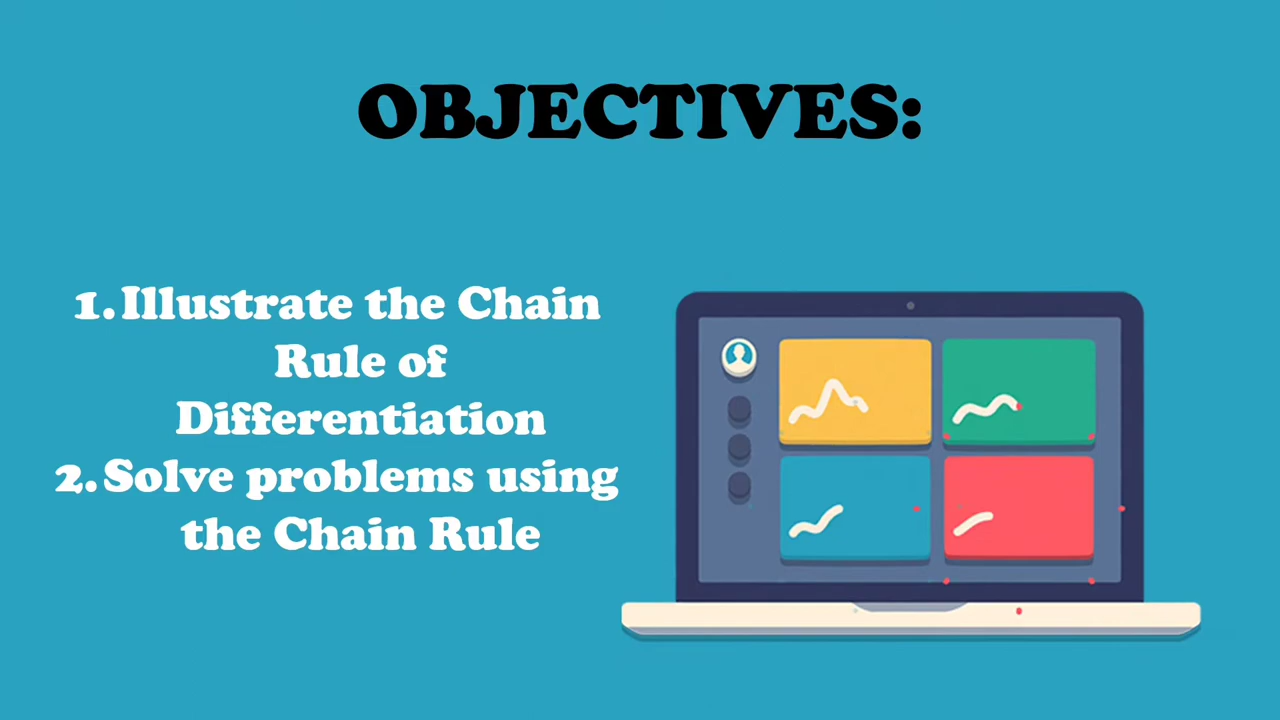 OBJECTIVES:
1. Illustrate the Chain
Rule of
Differentiation
2. Solve problems using
the Chain Rule